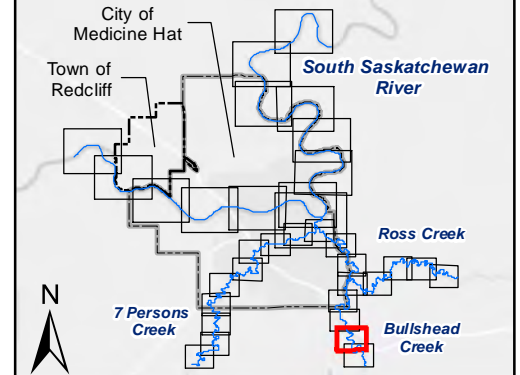 City of
Medicine Hat
Town of
Redcliff
South Saskatchewan
River
Ross Creek
N
7 Persons
Creek
Bullshead
Creek